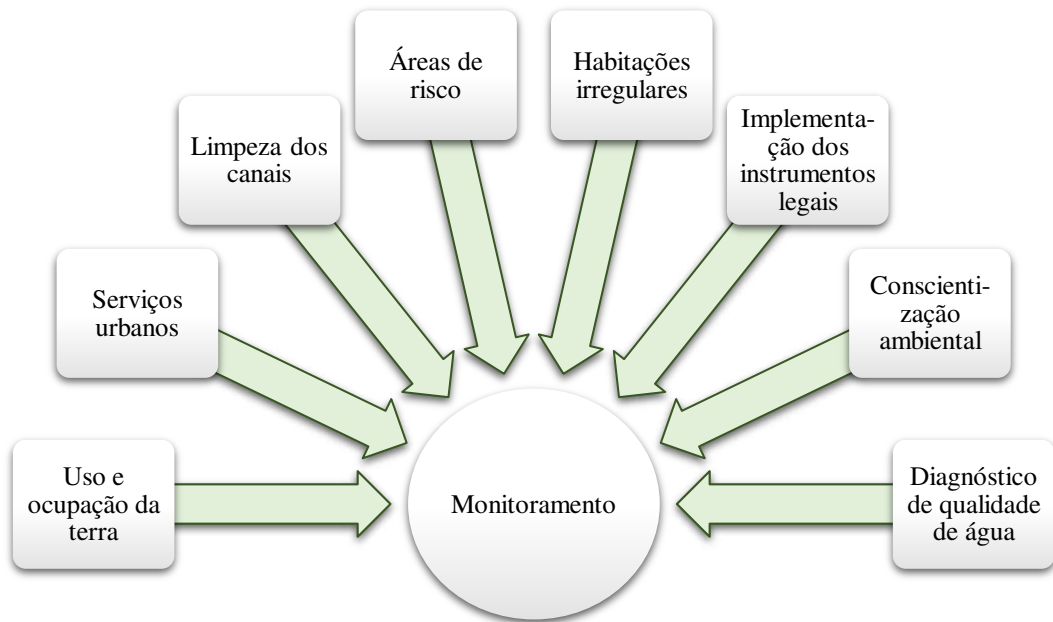 Áreas de
risco
Habitações
irregulares
Limpeza dos
canais
Implementa-
ção dos
instrumentos
legais
Serviços
urbanos
Conscienti-
zação
ambiental
Uso e
ocupação da
terra
Monitoramento
Diagnóstico
de qualidade
de água